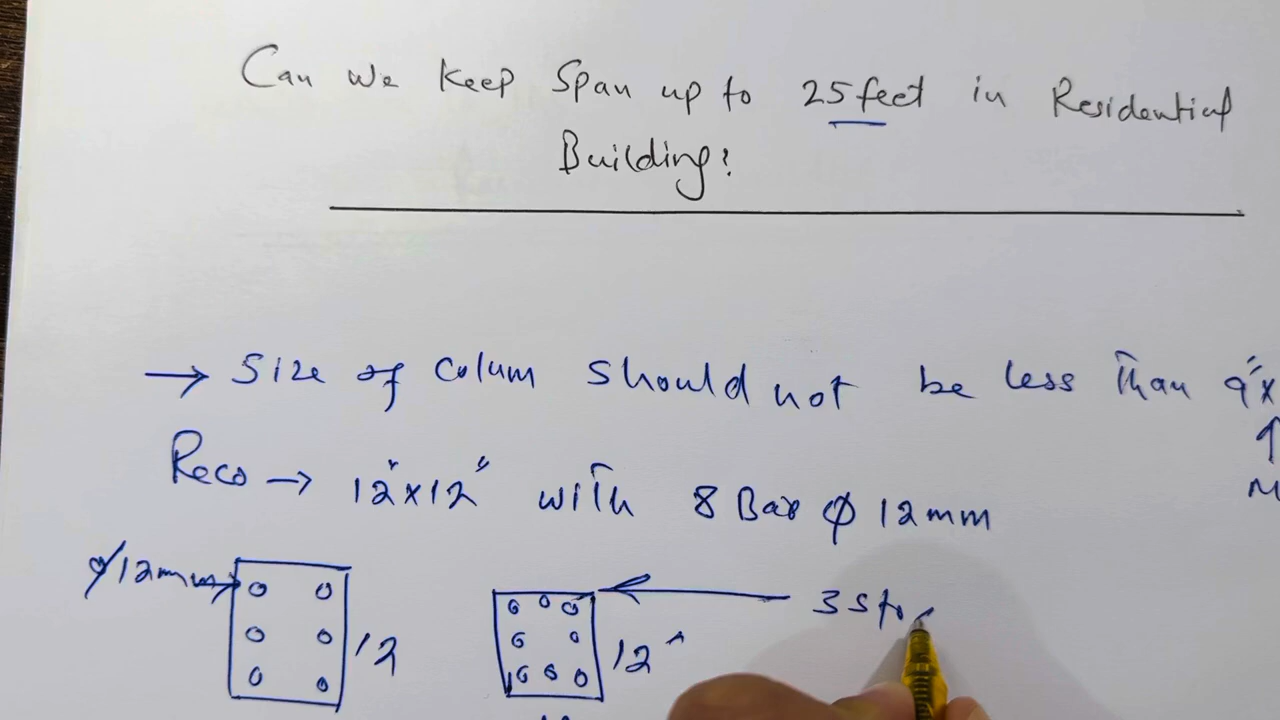 Can We Keep Span up to 25feet in Residential
Building?
→ Size of Colum Should not be less Than 9"x
Reco → 12"x12" with 8 Bar φ 12mm
φ12mm
12
12"
3 Sto